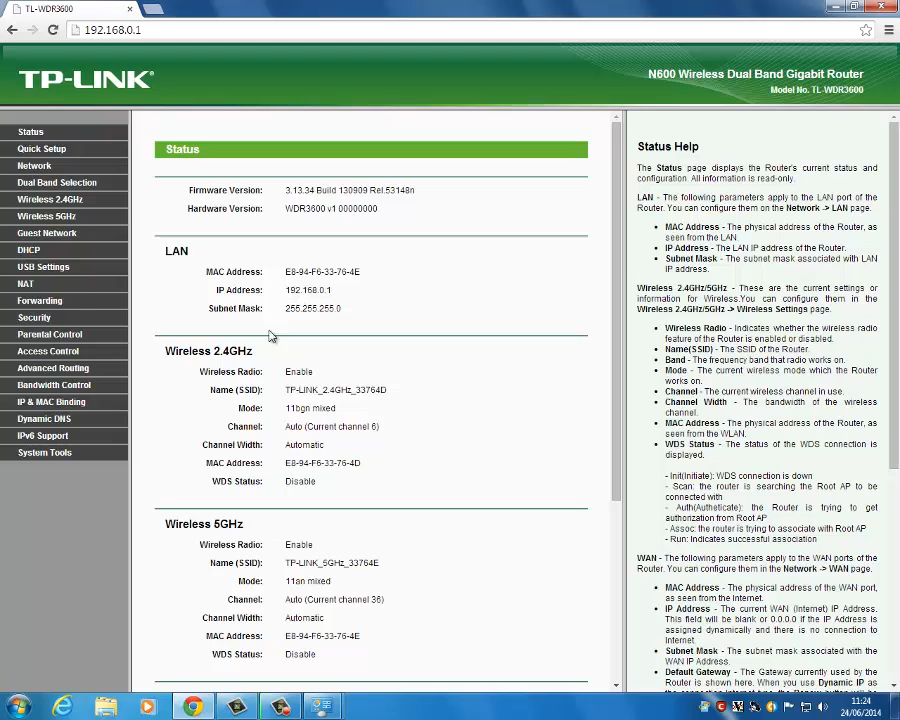 TL-WDR3600
192.168.0.1
TP-LINK®
N600 Wireless Dual Band Gigabit Router
Model No. TL-WDR3600
Status
Quick Setup
Network
Dual Band Selection
Wireless 2.4GHz
Wireless 5GHz
Guest Network
DHCP
USB Settings
NAT
Forwarding
Security
Parental Control
Access Control
Advanced Routing
Bandwidth Control
IP & MAC Binding
Dynamic DNS
IPv6 Support
System Tools
Status
Firmware Version: 3.13.34 Build 130909 Rel.53148n
Hardware Version: WDR3600 v1 00000000
LAN
MAC Address: E8-94-F6-33-76-4E
IP Address: 192.168.0.1
Subnet Mask: 255.255.255.0
Wireless 2.4GHz
Wireless Radio: Enable
Name (SSID): TP-LINK_2.4GHz_33764D
Mode: 11bgn mixed
Channel: Auto (Current channel 6)
Channel Width: Automatic
MAC Address: E8-94-F6-33-76-4D
WDS Status: Disable
Wireless 5GHz
Wireless Radio: Enable
Name (SSID): TP-LINK_5GHz_33764E
Mode: 11an mixed
Channel: Auto (Current channel 36)
Channel Width: Automatic
MAC Address: E8-94-F6-33-76-4E
WDS Status: Disable
Status Help
The Status page displays the Router's current status and
configuration. All information is read-only.
LAN - The following parameters apply to the LAN port of the
Router. You can configure them on the Network -> LAN page.
MAC Address - The physical address of the Router, as
seen from the LAN.
IP Address - The LAN IP address of the Router.
Subnet Mask - The subnet mask associated with LAN
IP address.
Wireless 2.4GHz/5GHz - These are the current settings or
information for Wireless.You can configure them in the
Wireless 2.4GHz/5GHz -> Wireless Settings page.
Wireless Radio - Indicates whether the wireless radio
feature of the Router is enabled or disabled.
Name(SSID) - The SSID of the Router.
Band - The frequency band that radio works on.
Mode - The current wireless mode which the Router
works on.
Channel - The current wireless channel in use.
Channel Width - The bandwidth of the wireless
channel.
MAC Address - The physical address of the Router, as
seen from the WLAN.
WDS Status - The status of the WDS connection is
displayed.
- Init(Initiate): WDS connection is down
- Scan: the router is searching the Root AP to be
connected with
- Auth(Autheticate): the Router is trying to get
authorization from Root AP
- Assoc: the router is trying to associate with Root AP
- Run: Indicates successful association
WAN - The following parameters apply to the WAN ports of the
Router. You can configure them in the Network -> WAN page.
MAC Address - The physical address of the WAN port,
as seen from the Internet.
IP Address - The current WAN (Internet) IP Address.
This field will be blank or 0.0.0.0 if the IP Address is
assigned dynamically and there is no connection to
Internet.
Subnet Mask - The subnet mask associated with the
WAN IP Address.
Default Gateway - The Gateway currently used by the
Router is shown here. When you use Dynamic IP as
11:24
24/06/2014